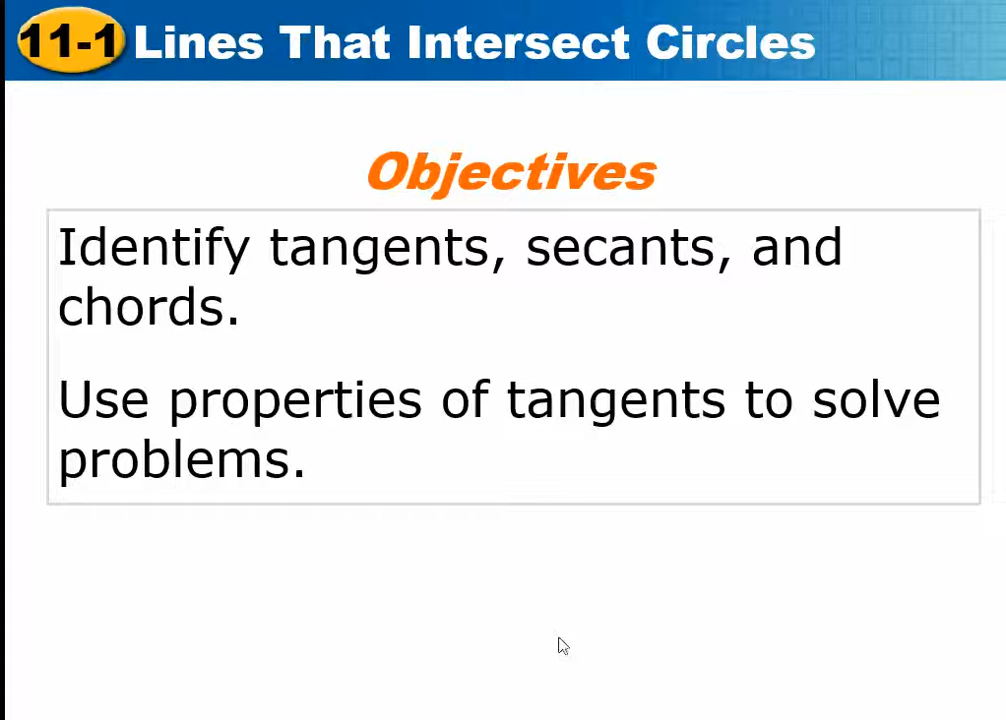 11-1 Lines That Intersect Circles
Objectives
Identify tangents, secants, and
chords.
Use properties of tangents to solve
problems.